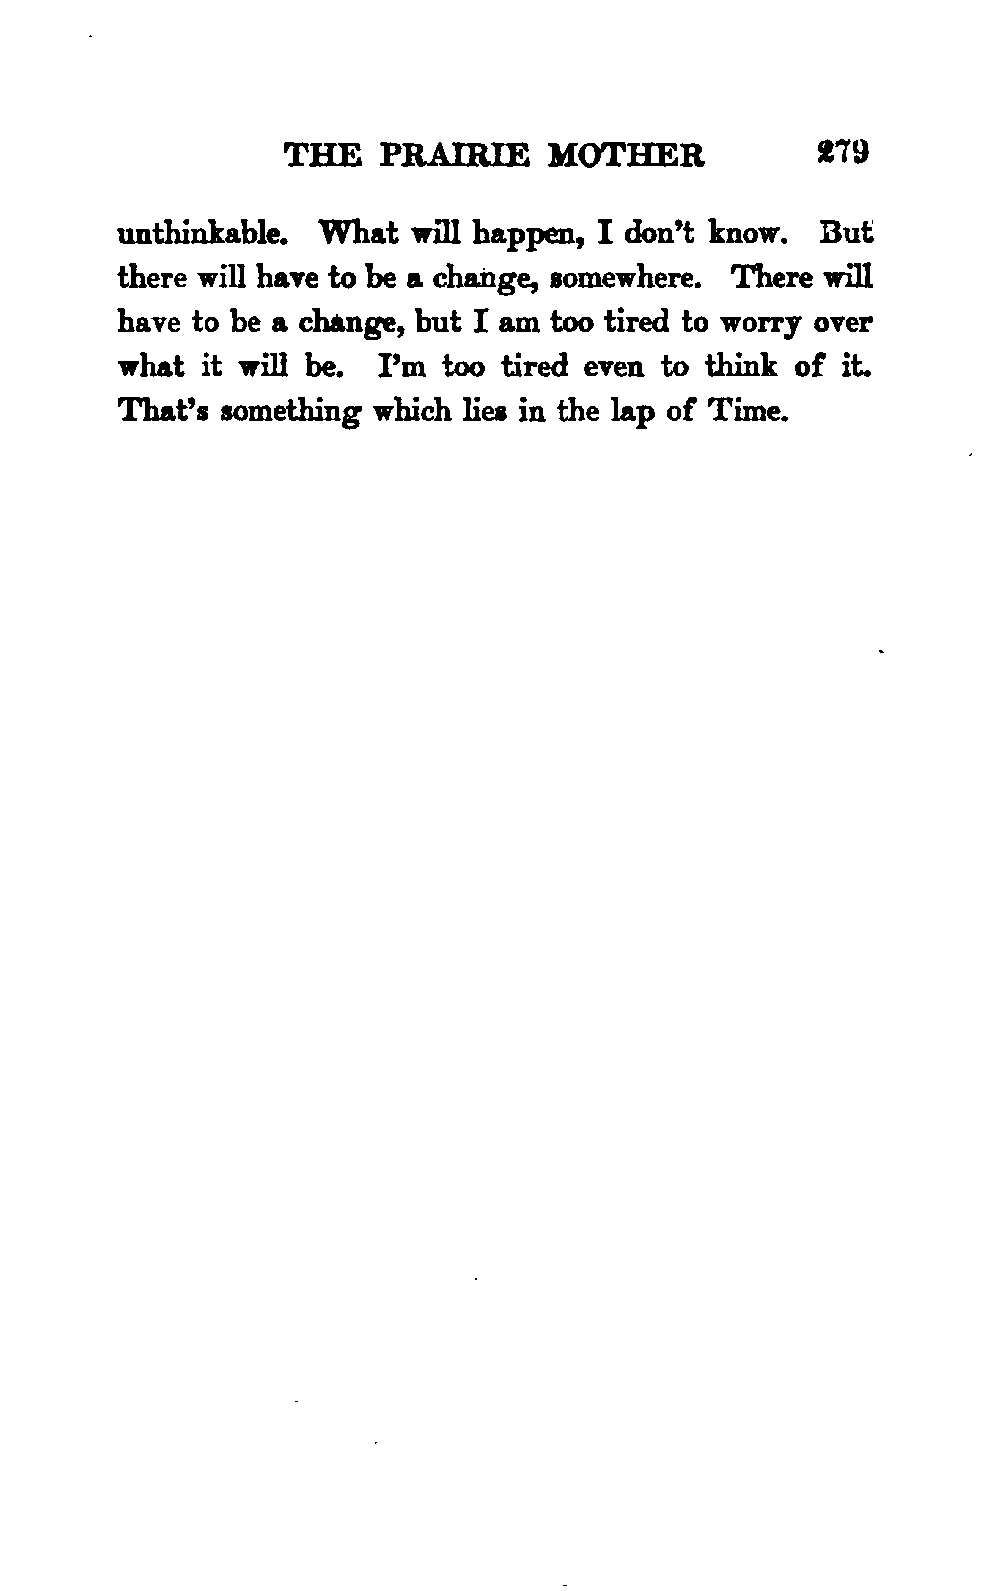 THE PRAIRIE MOTHER 279
unthinkable. What will happen, I don't know. But
there will have to be a change, somewhere. There will
have to be a change, but I am too tired to worry over
what it will be. I'm too tired even to think of it.
That's something which lies in the lap of Time.